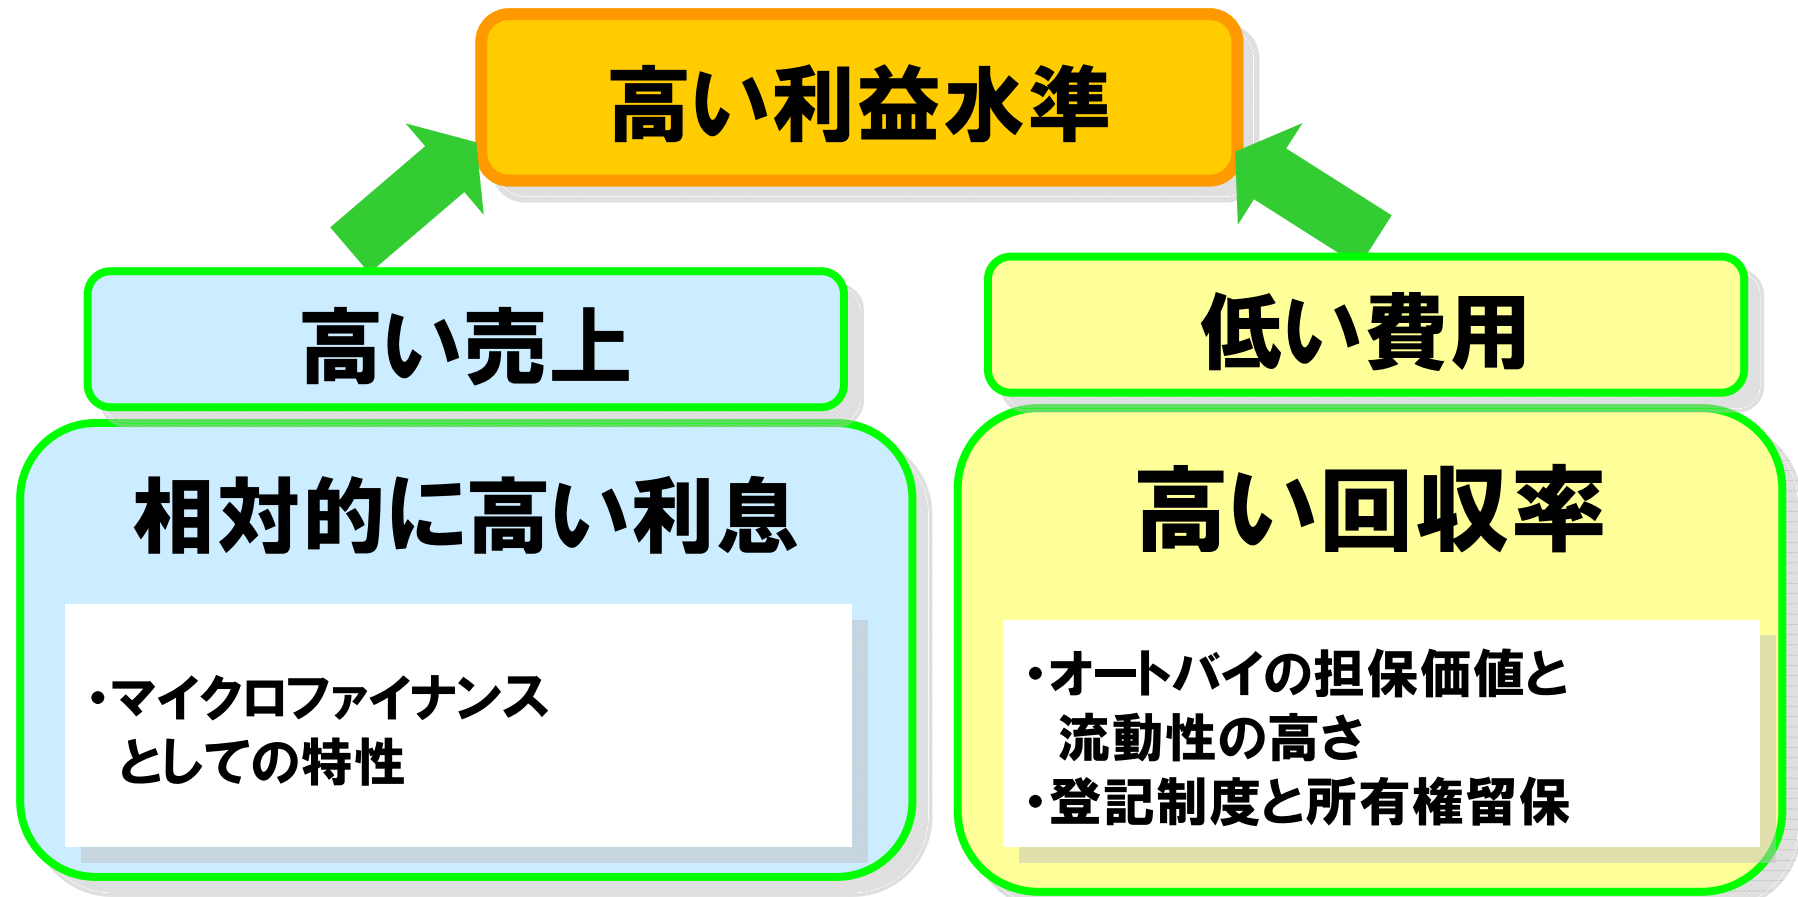 高い利益水準
高い売上
相対的に高い利息
・マイクロファイナンス
としての特性
低い費用
高い回収率
・オートバイの担保価値と
流動性の高さ
・登記制度と所有権留保